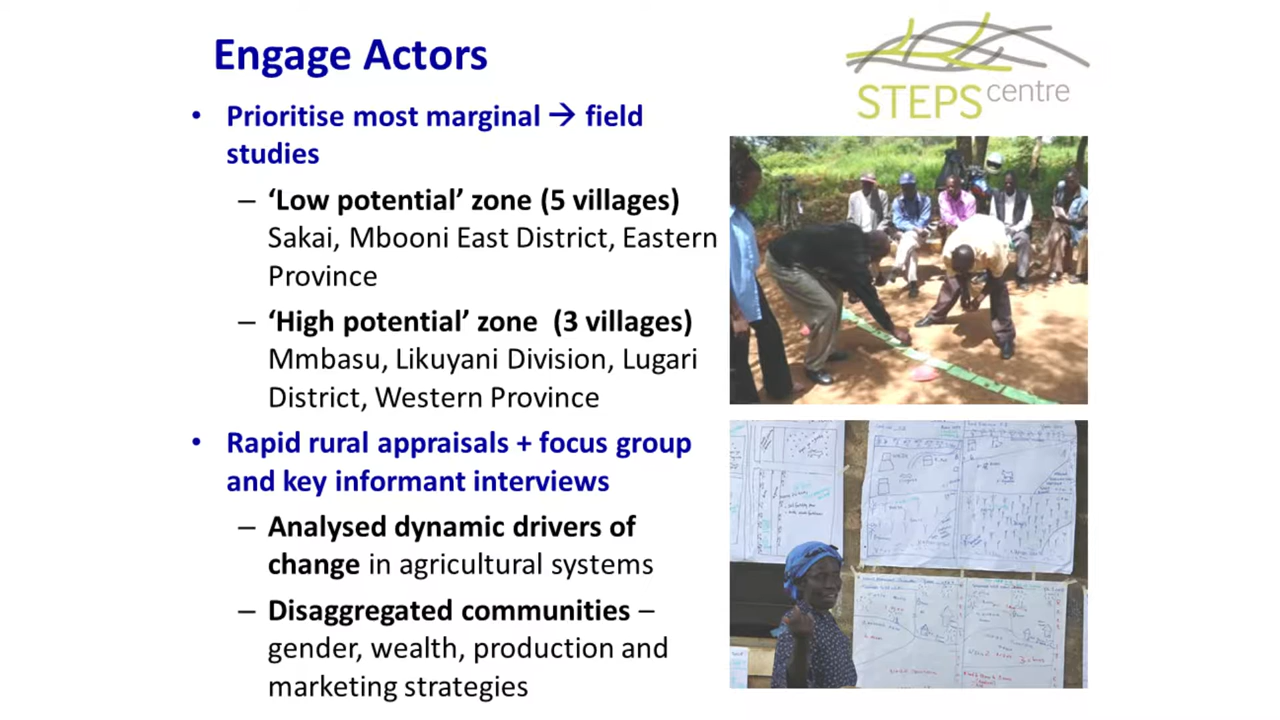 Engage Actors
STEPS centre
• Prioritise most marginal → field
studies
– ‘Low potential’ zone (5 villages)
Sakai, Mbooni East District, Eastern
Province
– ‘High potential’ zone (3 villages)
Mmbasu, Likuyani Division, Lugari
District, Western Province
• Rapid rural appraisals + focus group
and key informant interviews
– Analysed dynamic drivers of
change in agricultural systems
– Disaggregated communities –
gender, wealth, production and
marketing strategies